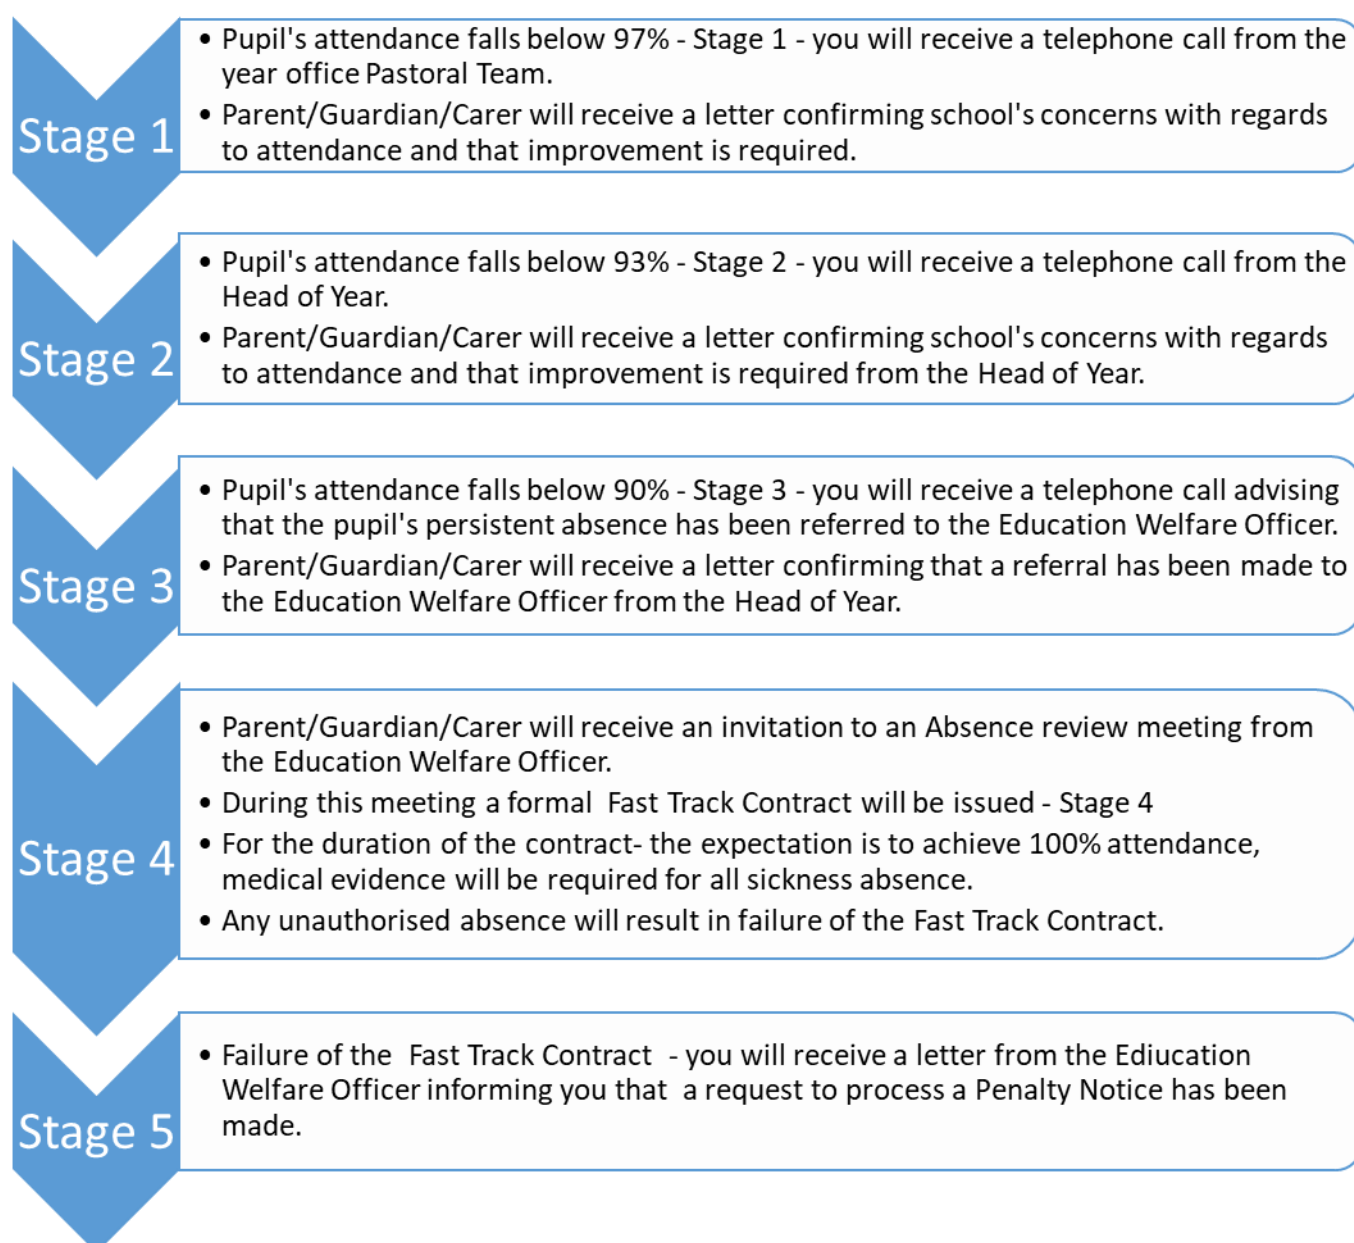 Stage 1
• Pupil's attendance falls below 97% - Stage 1 - you will receive a telephone call from the
year office Pastoral Team.
• Parent/Guardian/Carer will receive a letter confirming school's concerns with regards
to attendance and that improvement is required.
Stage 2
• Pupil's attendance falls below 93% - Stage 2 - you will receive a telephone call from the
Head of Year.
• Parent/Guardian/Carer will receive a letter confirming school's concerns with regards
to attendance and that improvement is required from the Head of Year.
Stage 3
• Pupil's attendance falls below 90% - Stage 3 - you will receive a telephone call advising
that the pupil's persistent absence has been referred to the Education Welfare Officer.
• Parent/Guardian/Carer will receive a letter confirming that a referral has been made to
the Education Welfare Officer from the Head of Year.
Stage 4
• Parent/Guardian/Carer will receive an invitation to an Absence review meeting from
the Education Welfare Officer.
• During this meeting a formal Fast Track Contract will be issued - Stage 4
• For the duration of the contract- the expectation is to achieve 100% attendance,
medical evidence will be required for all sickness absence.
• Any unauthorised absence will result in failure of the Fast Track Contract.
Stage 5
• Failure of the Fast Track Contract - you will receive a letter from the Ediucation
Welfare Officer informing you that a request to process a Penalty Notice has been
made.